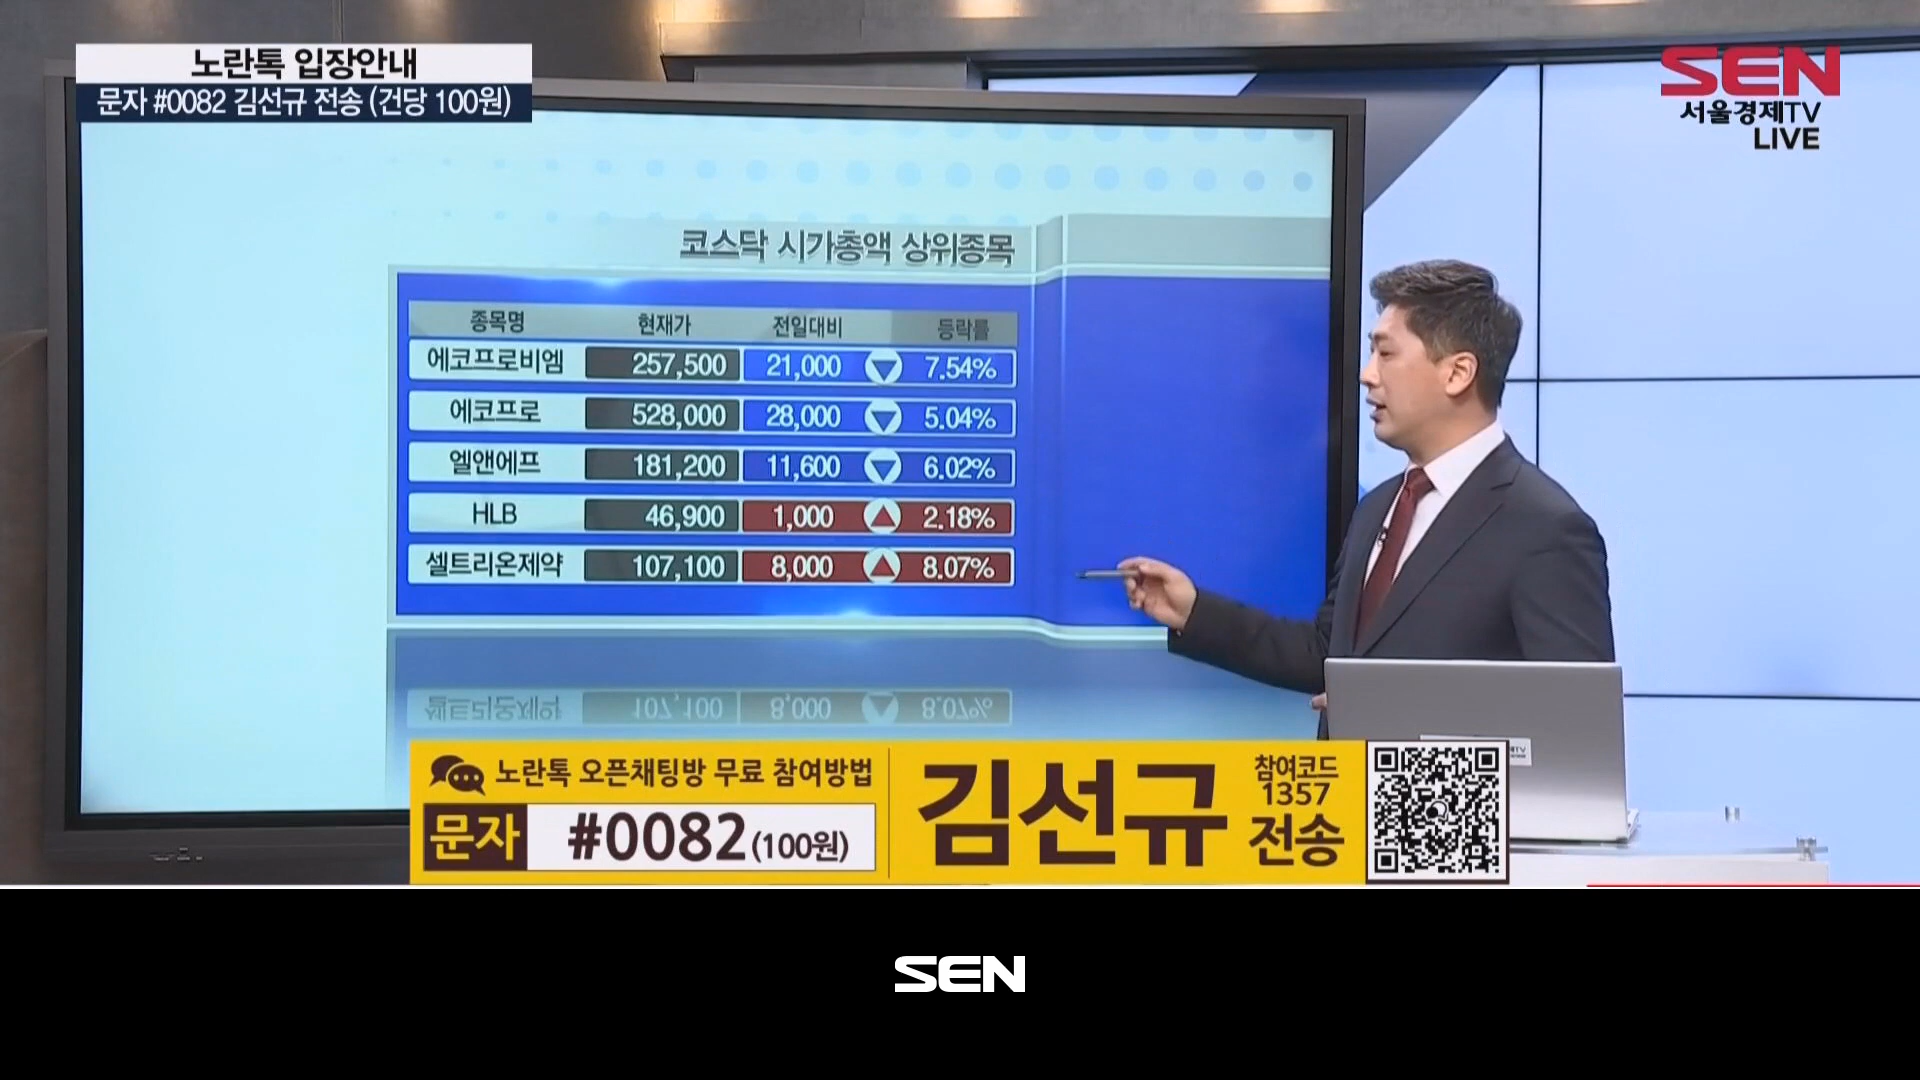 노란톡 입장안내
문자 #0082 김선규 전송 (건당 100원)
SEN
서울경제TV
LIVE
코스닥 시가총액 상위종목
종목명 현재가 전일대비 등락률
에코프로비엠 257,500 21,000 ▼ 7.54%
에코프로 528,000 28,000 ▼ 5.04%
엘앤에프 181,200 11,600 ▼ 6.02%
HLB 46,900 1,000 ▲ 2.18%
셀트리온제약 107,100 8,000 ▲ 8.07%
노란톡 오픈채팅방 무료 참여방법
문자 #0082 (100원)
김선규
참여코드
1357
전송
SEN